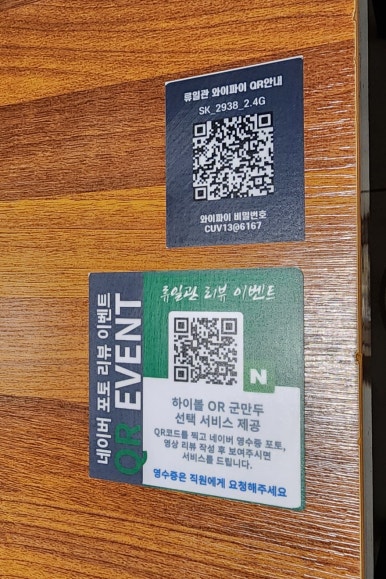 류일관 와이파이 QR안내
SK_2938_2.4G
와이파이 비밀번호
CUV13@6167
네이버 포토 리뷰 이벤트
QR EVENT
류일관 리뷰 이벤트
N
하이볼 OR 군만두
선택 서비스 제공
QR코드를 찍고 네이버 영수증 포토,
영상 리뷰 작성 후 보여주시면
서비스를 드립니다.
영수증은 직원에게 요청해주세요